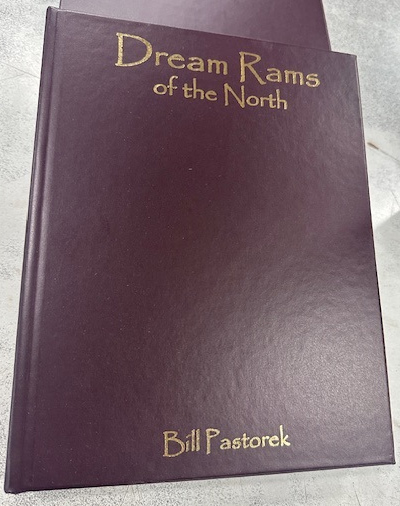 Dream Rams
of the North
Bill Pastorek